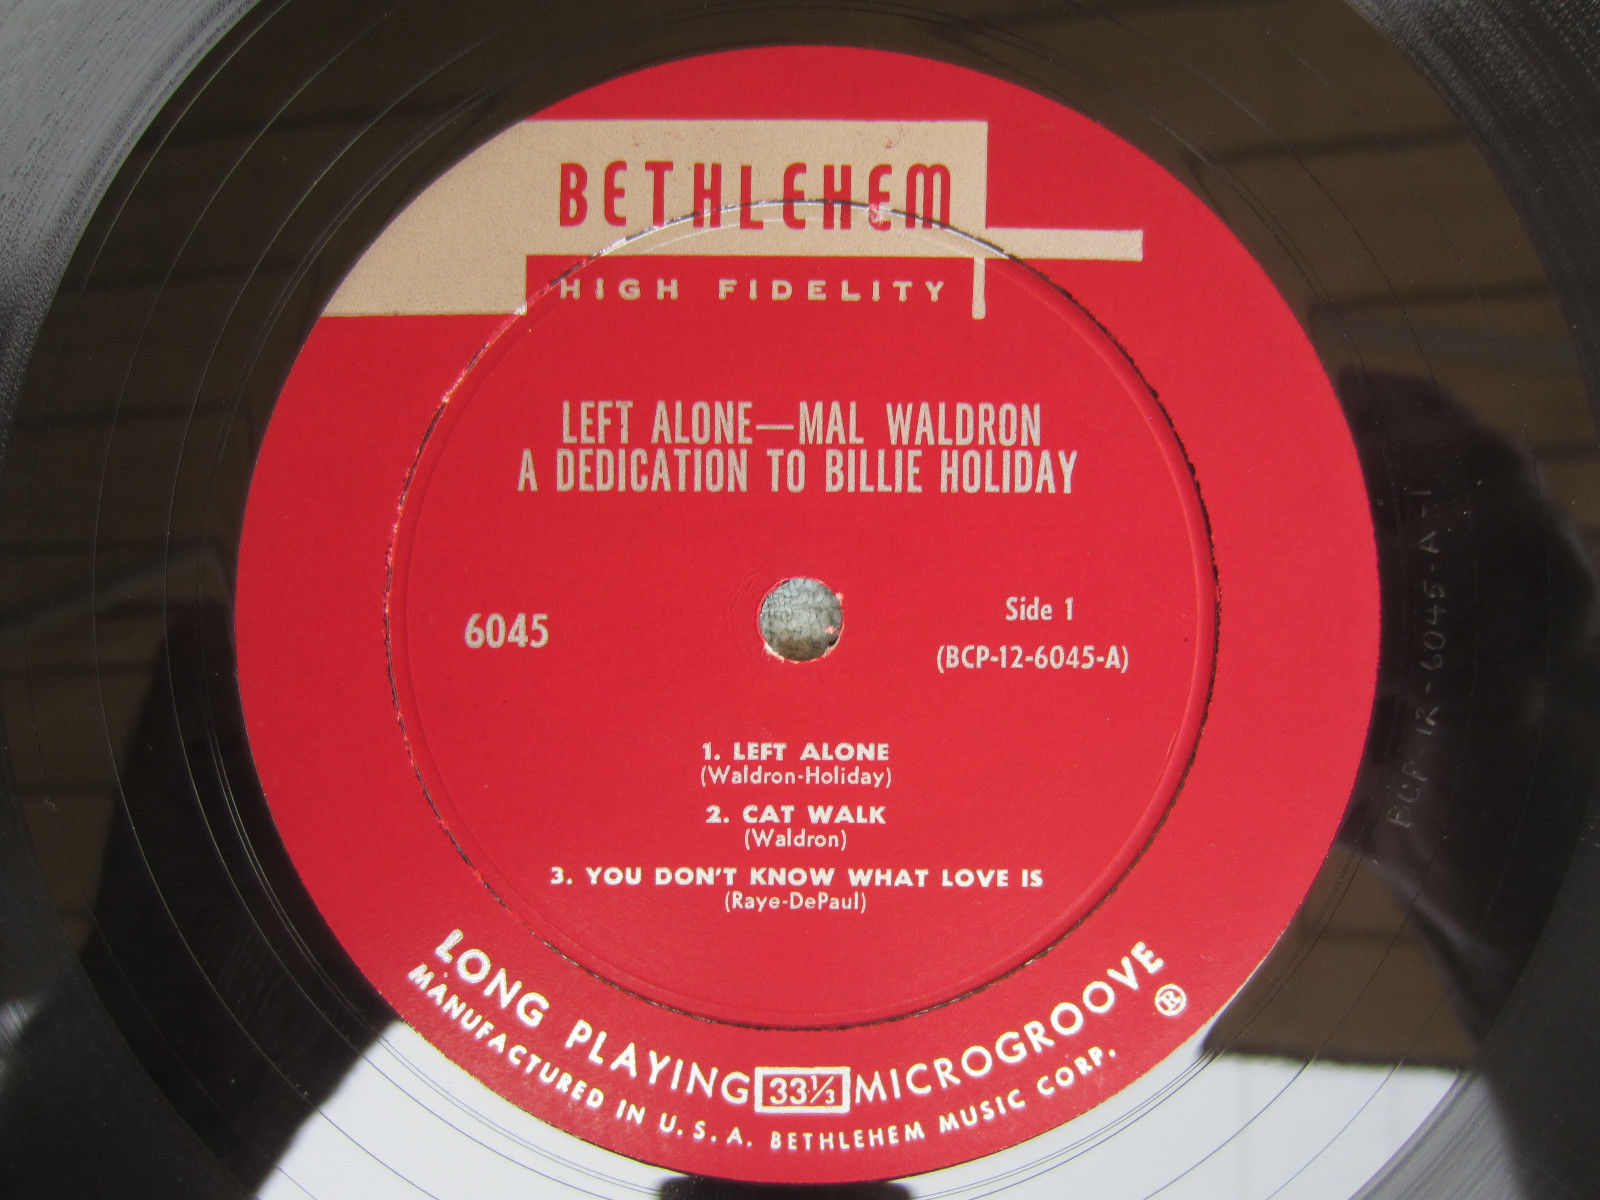 BETHLEHEM
HIGH FIDELITY
LEFT ALONE—MAL WALDRON
A DEDICATION TO BILLIE HOLIDAY
6045
Side 1
(BCP-12-6045-A)
1. LEFT ALONE
(Waldron-Holiday)
2. CAT WALK
(Waldron)
3. YOU DON'T KNOW WHAT LOVE IS
(Raye-DePaul)
LONG PLAYING 33⅓ MICROGROOVE ®
MANUFACTURED IN U. S. A. BETHLEHEM MUSIC CORP.